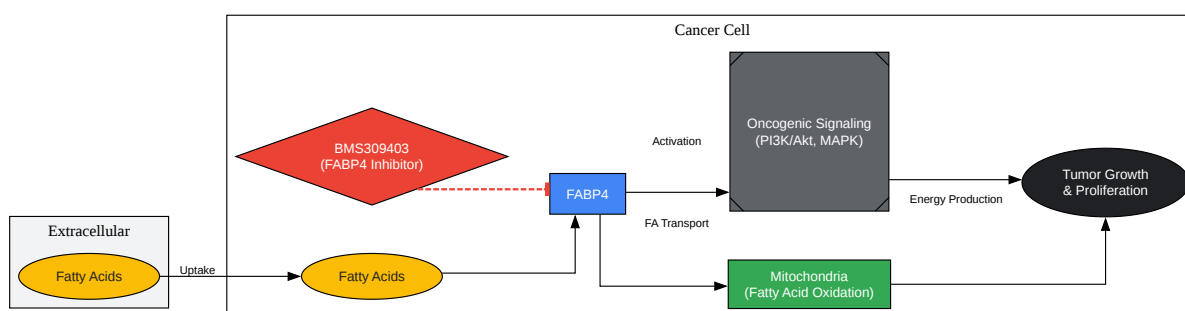 Cancer Cell
Oncogenic Signaling
(PI3K/Akt, MAPK)
Activation
BMS309403
(FABP4 Inhibitor)
FABP4
Tumor Growth
& Proliferation
Energy Production
FA Transport
Extracellular
Fatty Acids
Uptake
Fatty Acids
Mitochondria
(Fatty Acid Oxidation)